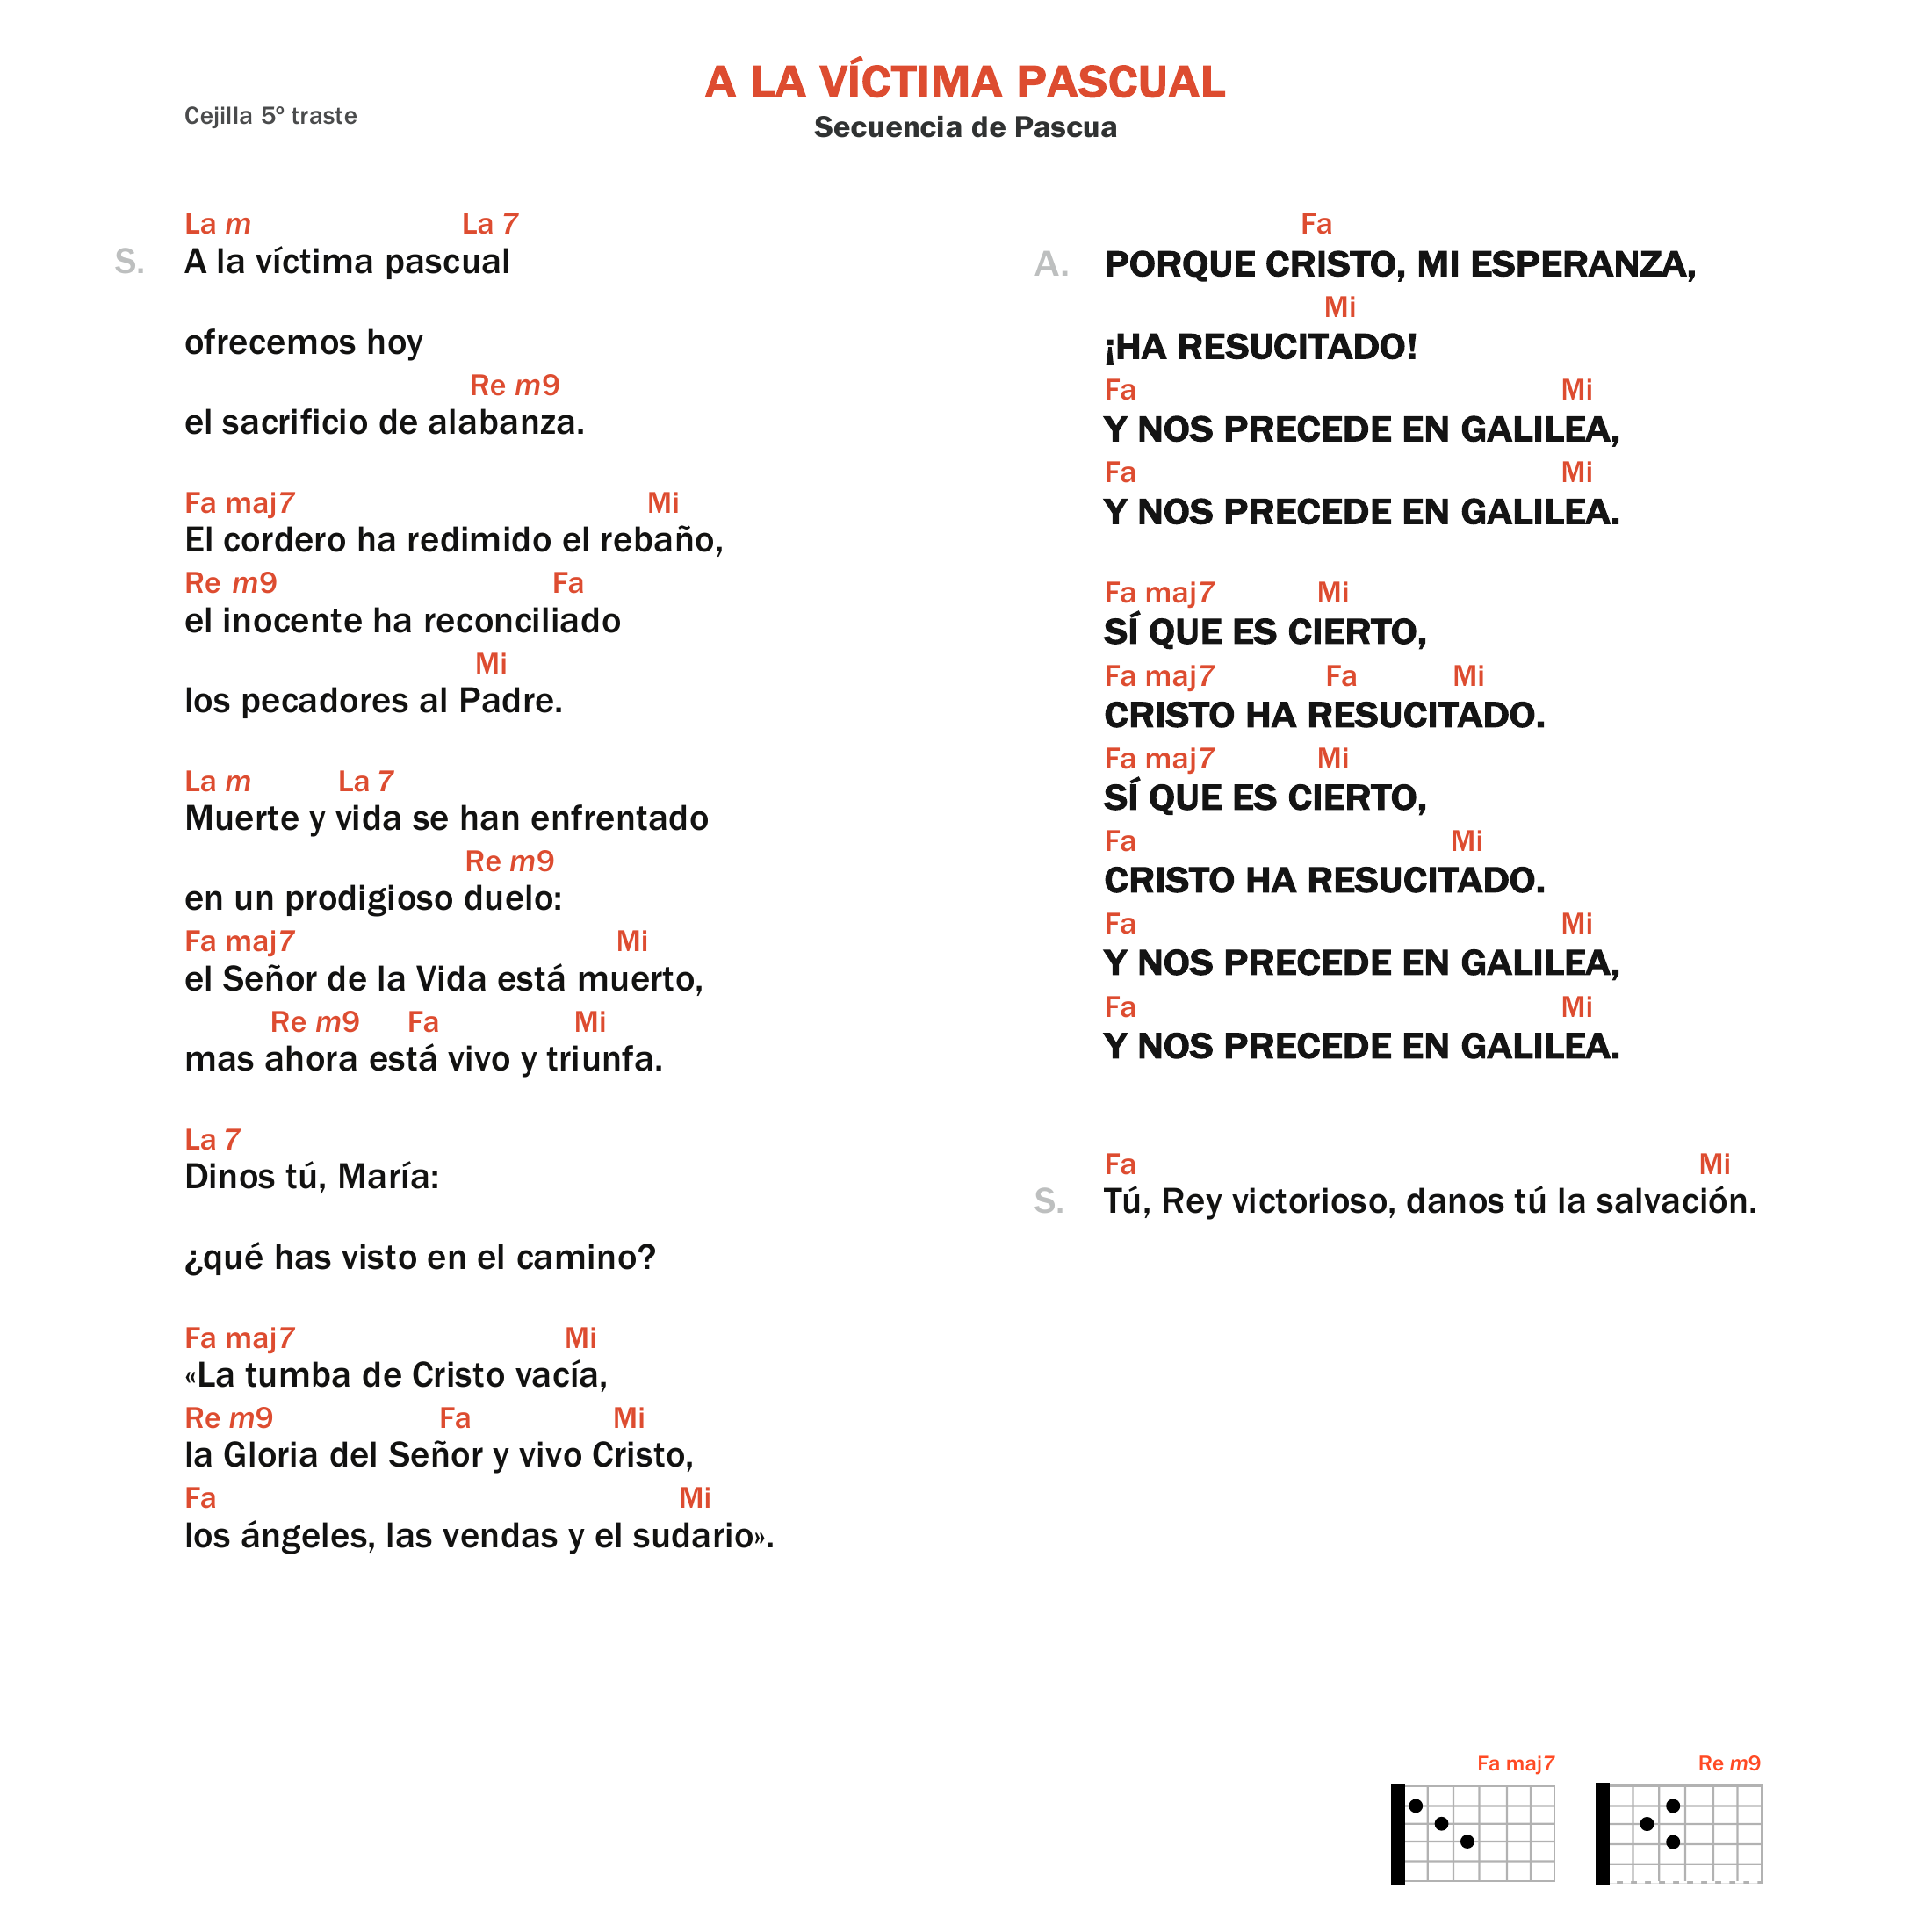 A LA VÍCTIMA PASCUAL
Cejilla 5º traste
Secuencia de Pascua
La m La 7
S. A la víctima pascual
ofrecemos hoy
Re m9
el sacrificio de alabanza.
Fa maj7 Mi
El cordero ha redimido el rebaño,
Re m9 Fa
el inocente ha reconciliado
Mi
los pecadores al Padre.
La m La 7
Muerte y vida se han enfrentado
Re m9
en un prodigioso duelo:
Fa maj7 Mi
el Señor de la Vida está muerto,
Re m9 Fa Mi
mas ahora está vivo y triunfa.
La 7
Dinos tú, María:
¿qué has visto en el camino?
Fa maj7 Mi
«La tumba de Cristo vacía,
Re m9 Fa Mi
la Gloria del Señor y vivo Cristo,
Fa Mi
los ángeles, las vendas y el sudario».
Fa
A. PORQUE CRISTO, MI ESPERANZA,
Mi
¡HA RESUCITADO!
Fa Mi
Y NOS PRECEDE EN GALILEA,
Fa Mi
Y NOS PRECEDE EN GALILEA.
Fa maj7 Mi
SÍ QUE ES CIERTO,
Fa maj7 Fa Mi
CRISTO HA RESUCITADO.
Fa maj7 Mi
SÍ QUE ES CIERTO,
Fa Mi
CRISTO HA RESUCITADO.
Fa Mi
Y NOS PRECEDE EN GALILEA,
Fa Mi
Y NOS PRECEDE EN GALILEA.
Fa Mi
S. Tú, Rey victorioso, danos tú la salvación.
Fa maj7 Re m9